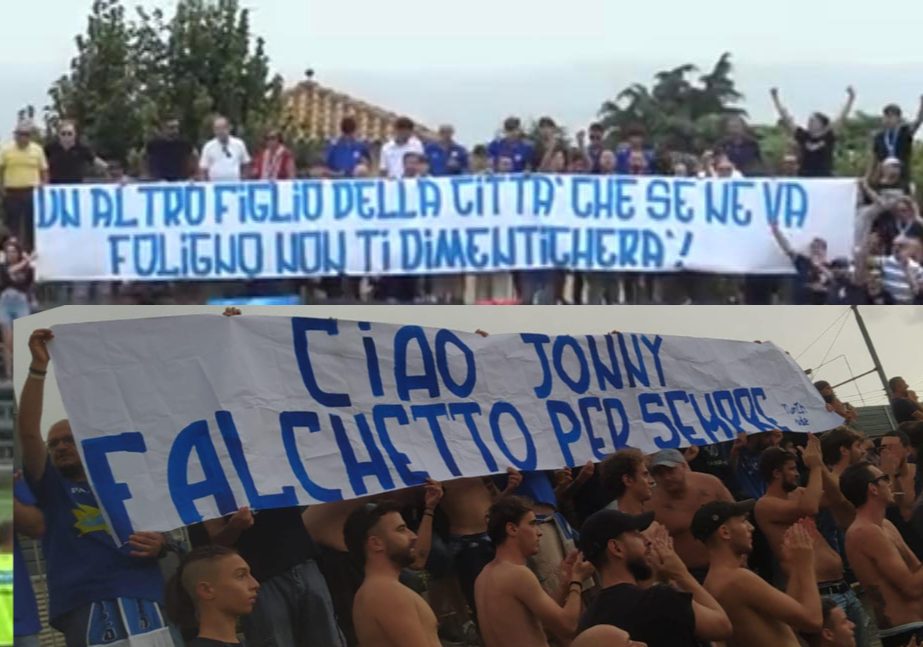 UN ALTRO FIGLIO DELLA CITTA' CHE SE NE VA
FOLIGNO NON TI DIMENTICHERA'!
CIAO JONNY
FALCHETTO PER SEMPRE